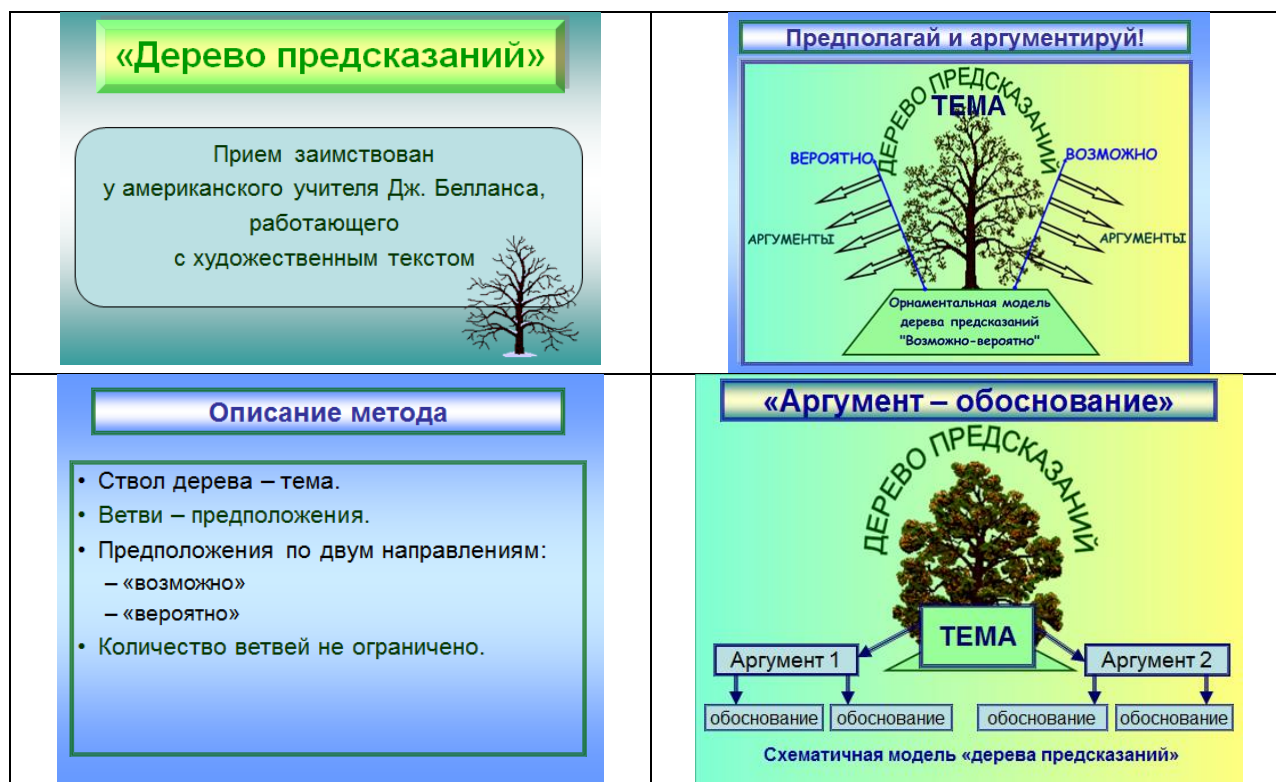 «Дерево предсказаний»
Прием заимствован
у американского учителя Дж. Белланса,
работающего
с художественным текстом
Предполагай и аргументируй!
ДЕРЕВО ПРЕДСКАЗАНИЙ
ТЕМА
ВЕРОЯТНО
ВОЗМОЖНО
АРГУМЕНТЫ
АРГУМЕНТЫ
Орнаментальная модель
дерева предсказаний
"Возможно-вероятно"
Описание метода
• Ствол дерева – тема.
• Ветви – предположения.
• Предположения по двум направлениям:
– «возможно»
– «вероятно»
• Количество ветвей не ограничено.
«Аргумент – обоснование»
ДЕРЕВО ПРЕДСКАЗАНИЙ
ТЕМА
Аргумент 1
Аргумент 2
обоснование
обоснование
обоснование
обоснование
Схематичная модель «дерева предсказаний»